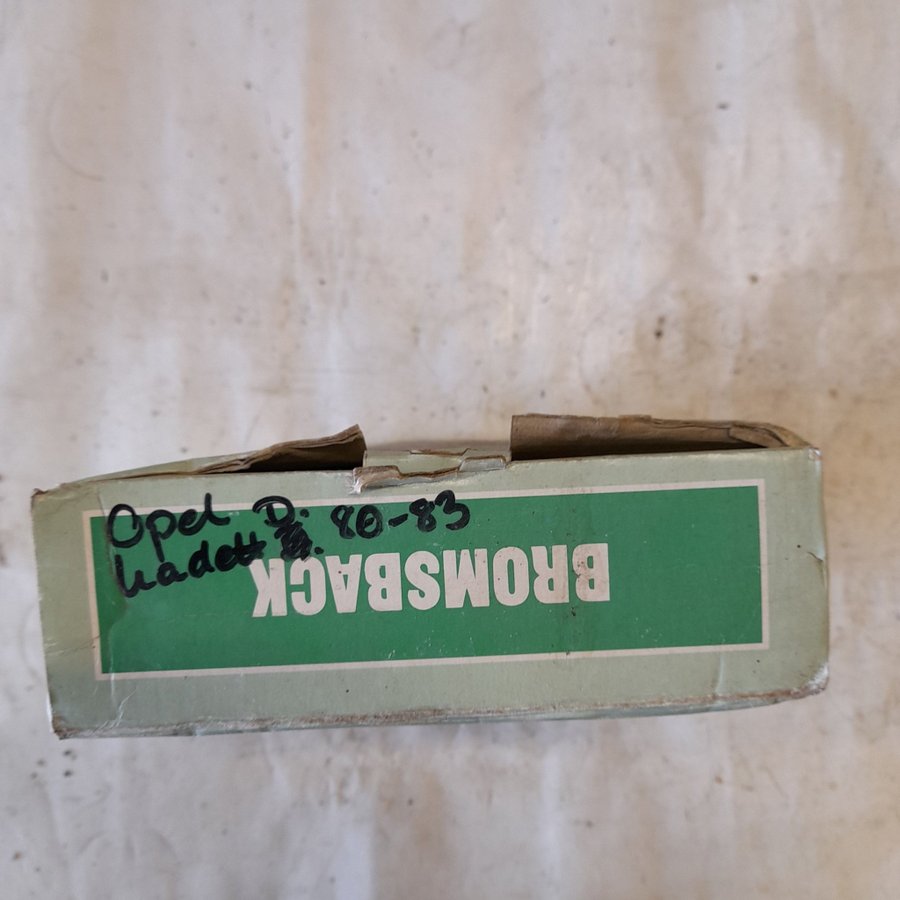 Opel D. 80-83
Kadett
BROMSBACK